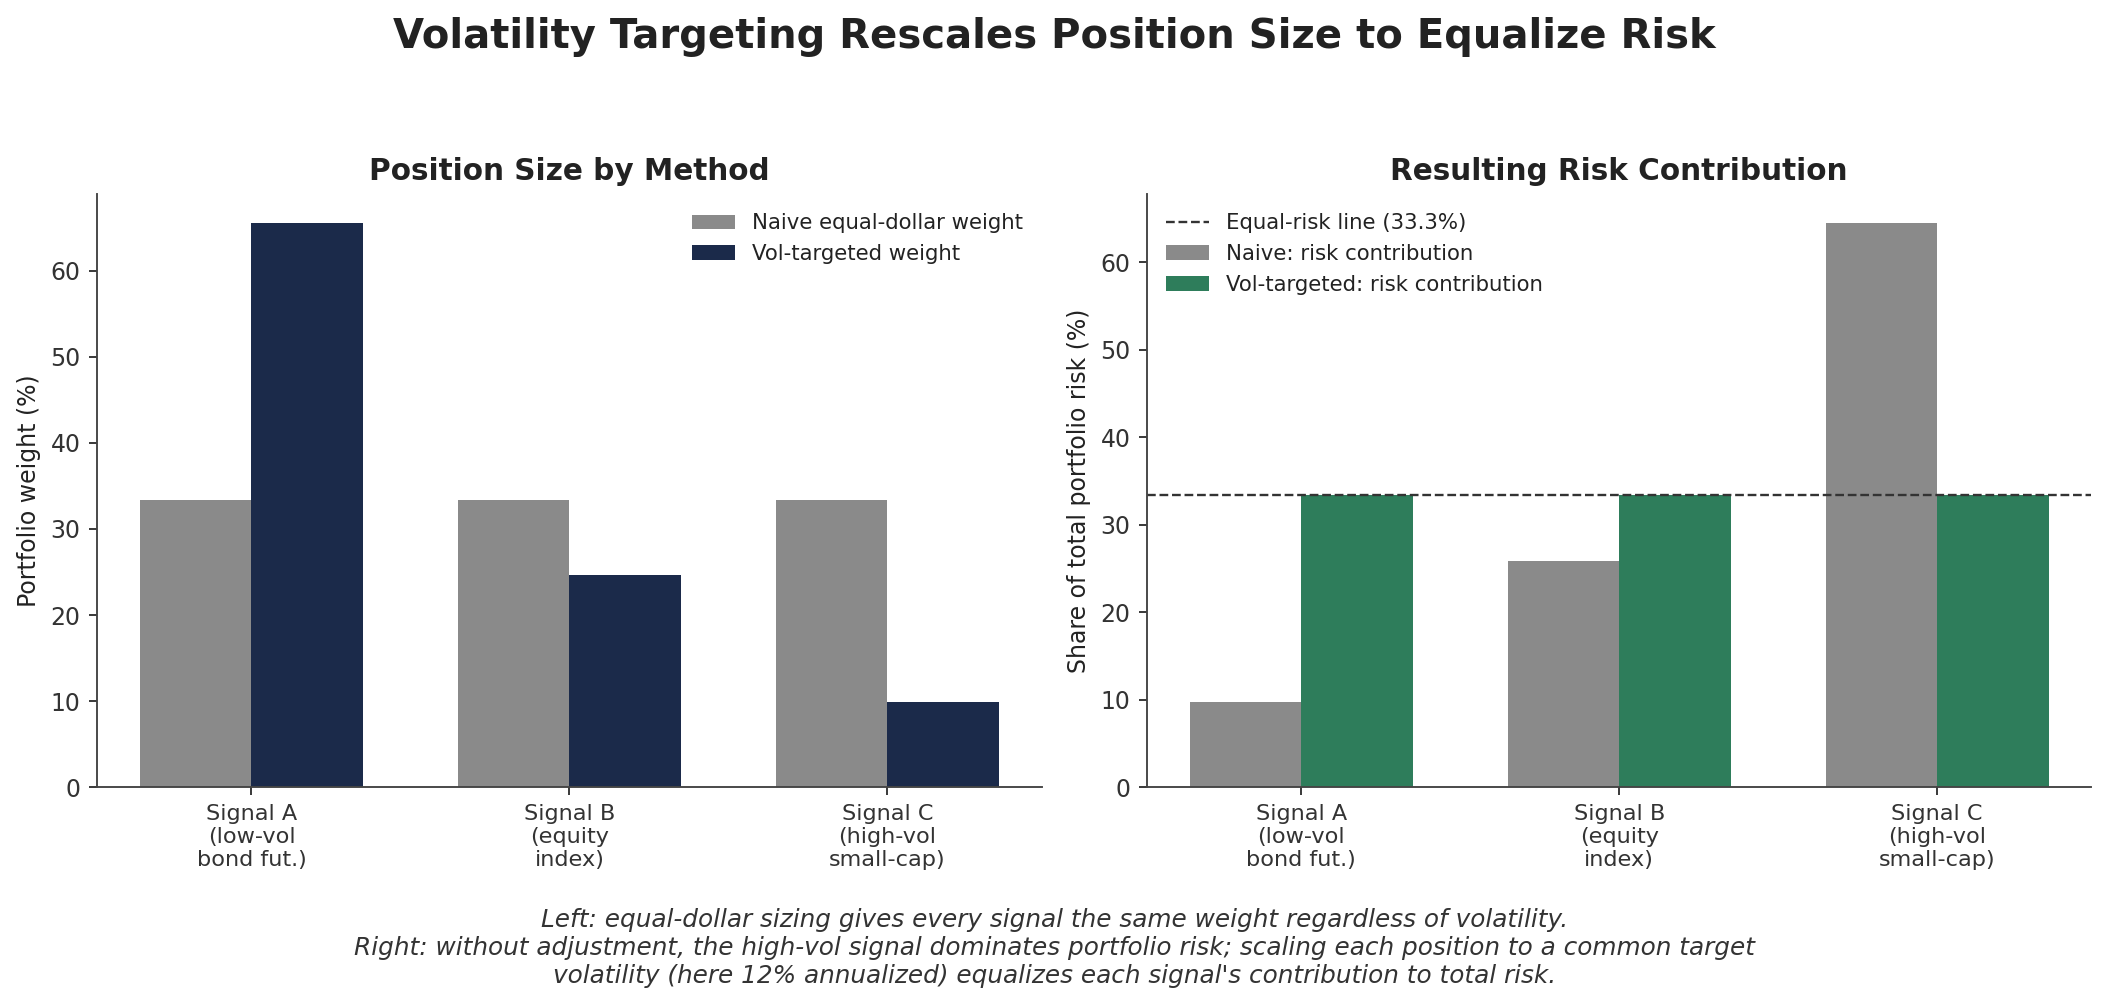 Volatility Targeting Rescales Position Size to Equalize Risk
Position Size by Method
Naive equal-dollar weight
Vol-targeted weight
Portfolio weight (%)
60
50
40
30
20
10
0
Signal A
(low-vol
bond fut.)
Signal B
(equity
index)
Signal C
(high-vol
small-cap)
Resulting Risk Contribution
Equal-risk line (33.3%)
Naive: risk contribution
Vol-targeted: risk contribution
Share of total portfolio risk (%)
60
50
40
30
20
10
0
Signal A
(low-vol
bond fut.)
Signal B
(equity
index)
Signal C
(high-vol
small-cap)
Left: equal-dollar sizing gives every signal the same weight regardless of volatility.
Right: without adjustment, the high-vol signal dominates portfolio risk; scaling each position to a common target
volatility (here 12% annualized) equalizes each signal's contribution to total risk.